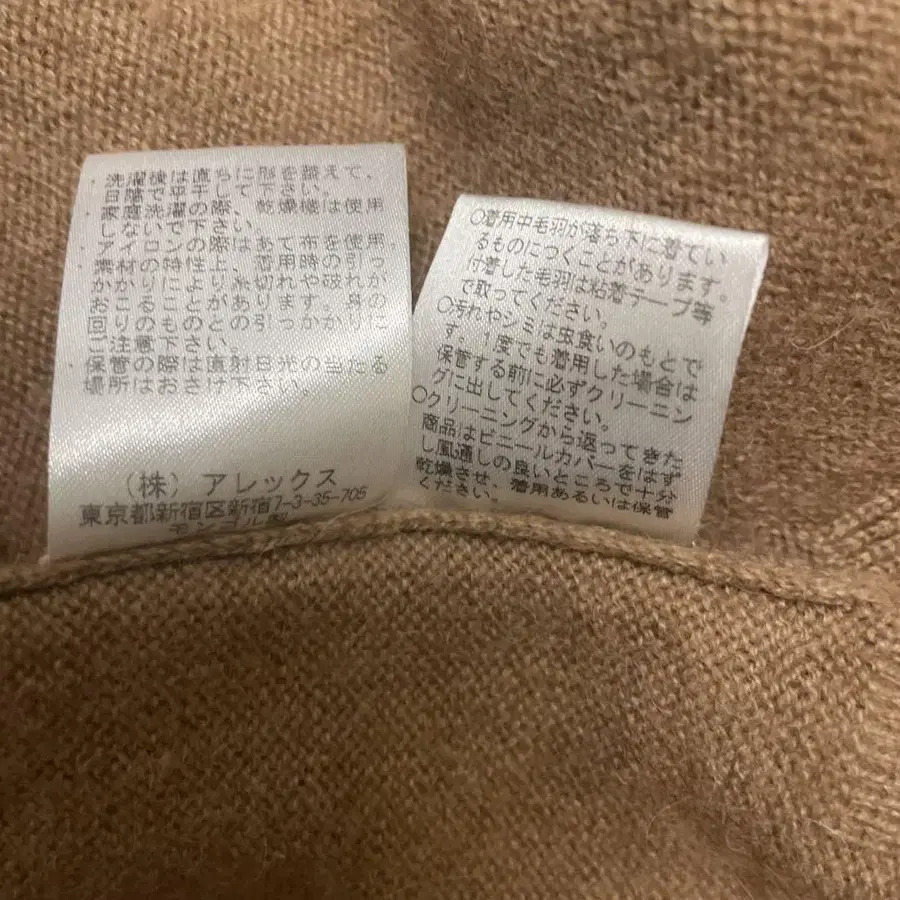 ・洗濯後は直ちに形を整えて、
日陰で平干して下さい。
・家庭洗濯の際、乾燥機は使用
しないで下さい。
・アイロンの際はあて布を使用。
・素材の特性上、着用時の引っ
かかりにより糸切れや破れが
おこることがあります。身の
回りのものとの引っかかりに
ご注意下さい。
・保管の際は直射日光の当たる
場所はおさけ下さい。
（株）アレックス
東京都新宿区新宿7-3-35-705
モンゴル製
○着用中毛羽が落ち下に着てい
るものにつくことがあります。
付着した毛羽は粘着テープ等
で取ってください。
○汚れやシミは虫食いのもとで
す。1度でも着用した場合は
保管する前に必ずクリーニン
グに出してください。
○クリーニングから返ってきた
商品はビニールカバーをはず
し風通しの良いところで十分
乾燥させ、着用あるいは保管
ください。